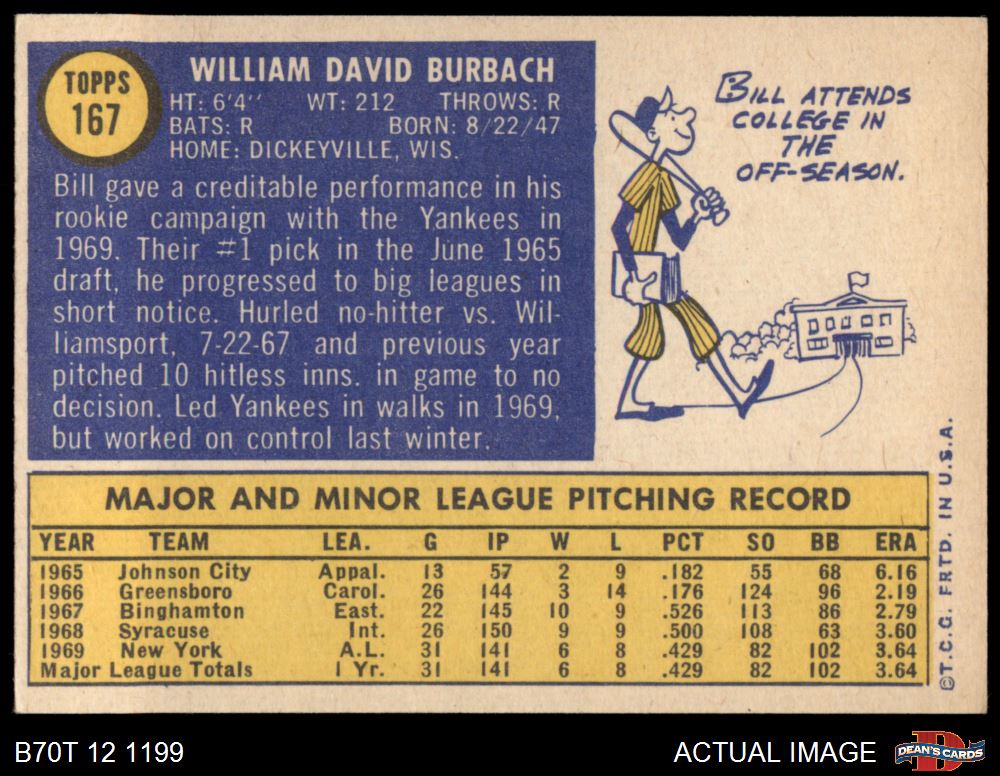 TOPPS
167
WILLIAM DAVID BURBACH
HT: 6'4'' WT: 212 THROWS: R
BATS: R BORN: 8/22/47
HOME: DICKEYVILLE, WIS.
Bill gave a creditable performance in his
rookie campaign with the Yankees in
1969. Their #1 pick in the June 1965
draft, he progressed to big leagues in
short notice. Hurled no-hitter vs. Wil-
liamsport, 7-22-67 and previous year
pitched 10 hitless inns. in game to no
decision. Led Yankees in walks in 1969,
but worked on control last winter.
BILL ATTENDS
COLLEGE IN
THE
OFF-SEASON.
MAJOR AND MINOR LEAGUE PITCHING RECORD
YEAR TEAM LEA. G IP W L PCT SO BB ERA
1965 Johnson City Appal. 13 57 2 9 .182 55 68 6.16
1966 Greensboro Carol. 26 144 3 14 .176 124 96 2.19
1967 Binghamton East. 22 145 10 9 .526 113 86 2.79
1968 Syracuse Int. 26 150 9 9 .500 108 63 3.60
1969 New York A.L. 31 141 6 8 .429 82 102 3.64
Major League Totals 1 Yr. 31 141 6 8 .429 82 102 3.64
©T.C.G. PRTD. IN U.S.A.
B70T 12 1199
ACTUAL IMAGE
DEAN'S CARDS